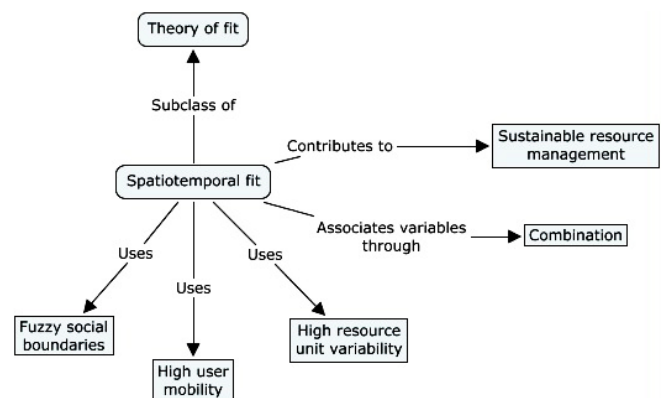 Theory of fit
Subclass of
Contributes to
Sustainable resource
management
Spatiotemporal fit
Associates variables
through
Combination
Uses
Uses
Uses
Fuzzy social
boundaries
High user
mobility
High resource
unit variability